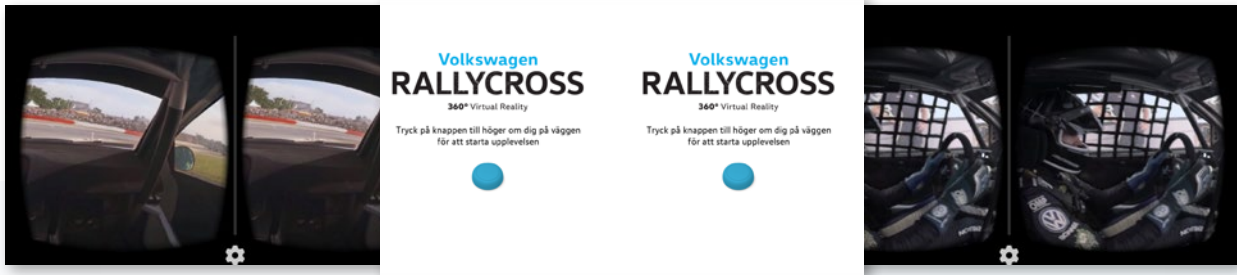 Volkswagen
RALLYCROSS
360° Virtual Reality
Tryck på knappen till höger om dig på väggen
för att starta upplevelsen
Volkswagen
RALLYCROSS
360° Virtual Reality
Tryck på knappen till höger om dig på väggen
för att starta upplevelsen